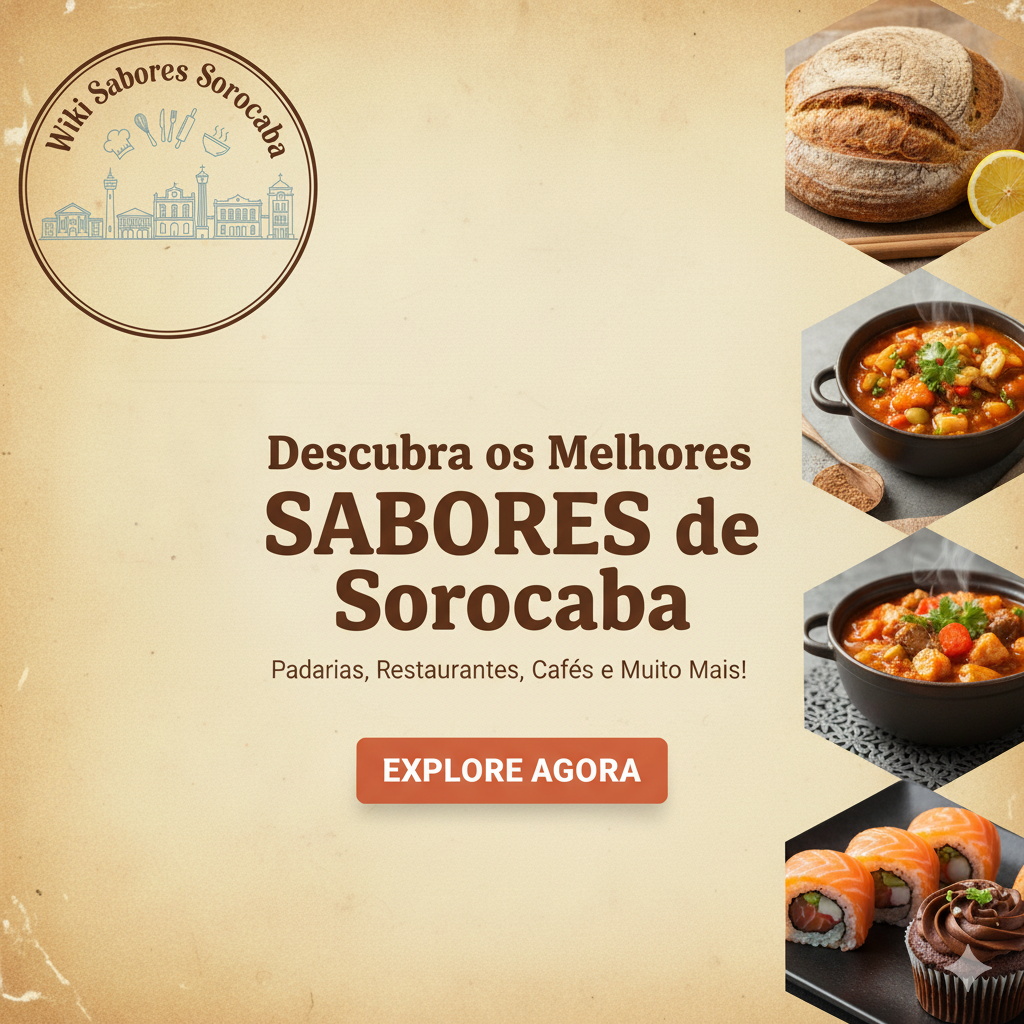 Wiki Sabores Sorocaba
Descubra os Melhores
SABORES de
Sorocaba
Padarias, Restaurantes, Cafés e Muito Mais!
EXPLORE AGORA